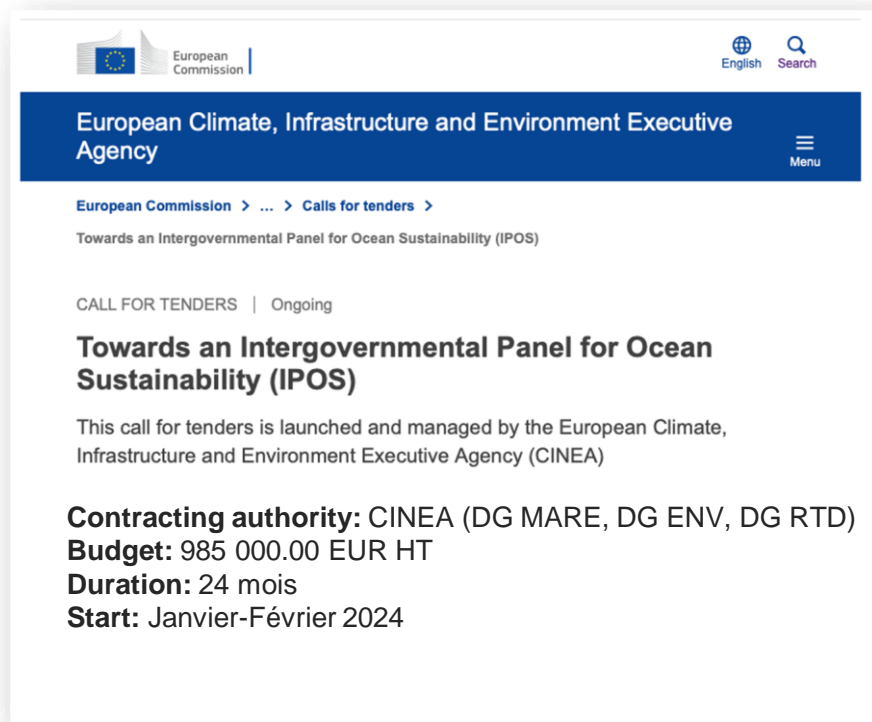 European
Commission
English
Search
European Climate, Infrastructure and Environment Executive
Agency
Menu
European Commission > ... > Calls for tenders >
Towards an Intergovernmental Panel for Ocean Sustainability (IPOS)
CALL FOR TENDERS | Ongoing
Towards an Intergovernmental Panel for Ocean
Sustainability (IPOS)
This call for tenders is launched and managed by the European Climate,
Infrastructure and Environment Executive Agency (CINEA)
Contracting authority: CINEA (DG MARE, DG ENV, DG RTD)
Budget: 985 000.00 EUR HT
Duration: 24 mois
Start: Janvier-Février 2024